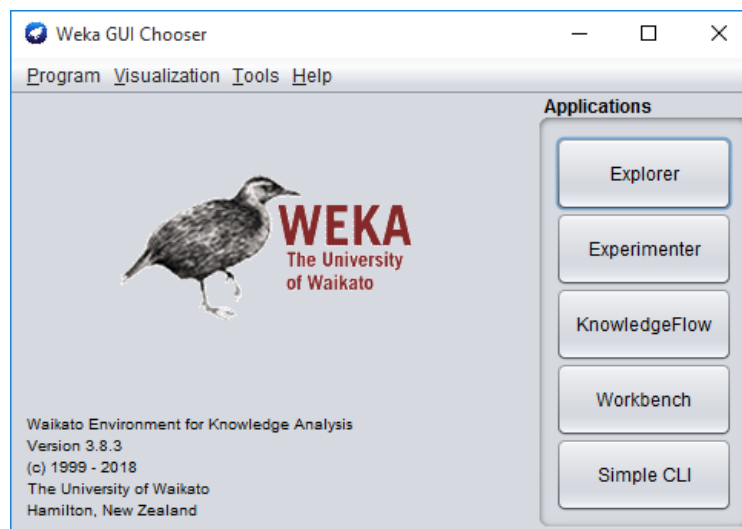 Weka GUI Chooser
Program Visualization Tools Help
Applications
Explorer
Experimenter
KnowledgeFlow
Workbench
Simple CLI
WEKA
The University
of Waikato
Waikato Environment for Knowledge Analysis
Version 3.8.3
(c) 1999 - 2018
The University of Waikato
Hamilton, New Zealand